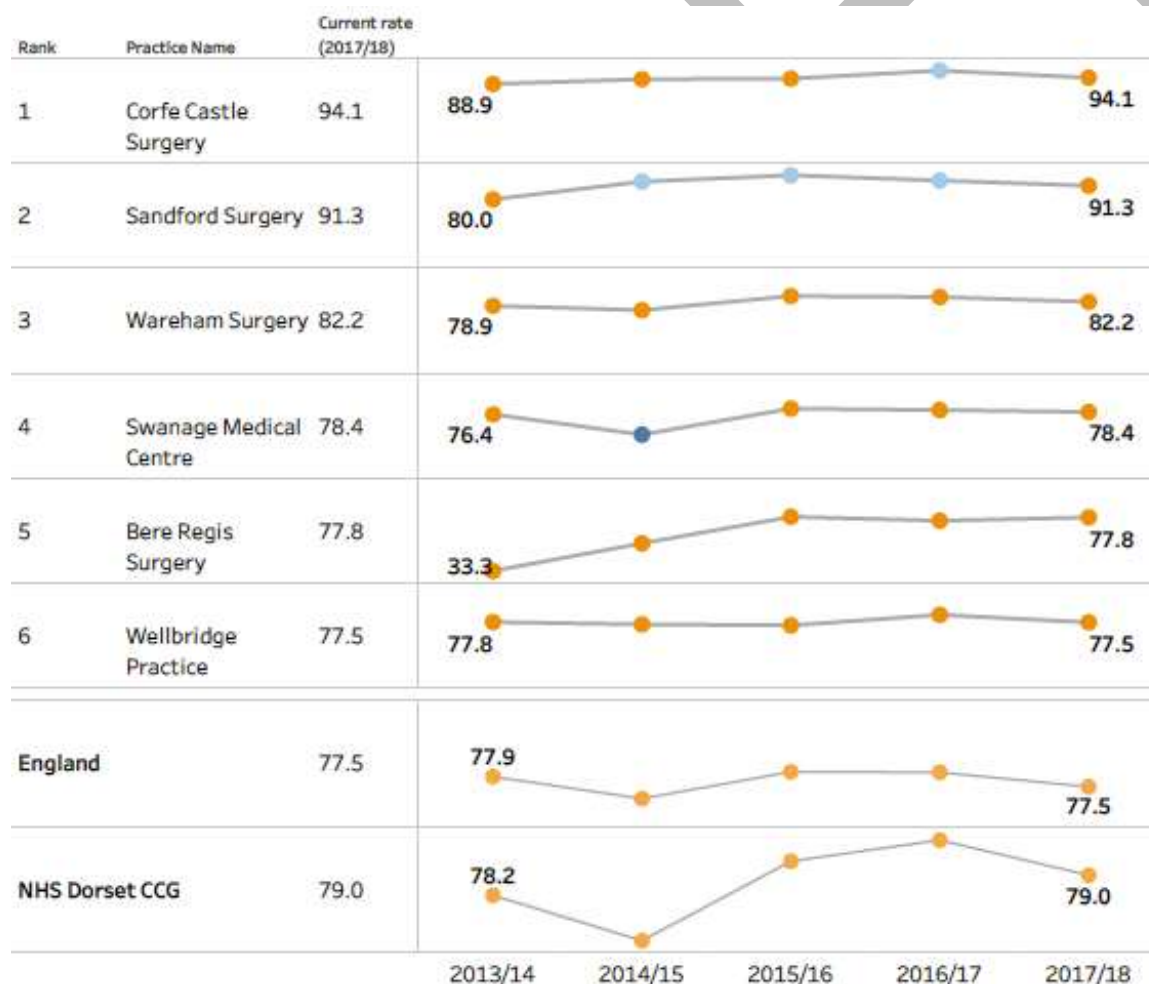 Current rate
Rank Practice Name (2017/18)
1 Corfe Castle 94.1 88.9 94.1
Surgery
2 Sandford Surgery 91.3 80.0 91.3
3 Wareham Surgery 82.2 78.9 82.2
4 Swanage Medical 78.4 76.4 78.4
Centre
5 Bere Regis 77.8 33.3 77.8
Surgery
6 Wellbridge 77.5 77.8 77.5
Practice
England 77.5 77.9 77.5
NHS Dorset CCG 79.0 78.2 79.0
2013/14 2014/15 2015/16 2016/17 2017/18